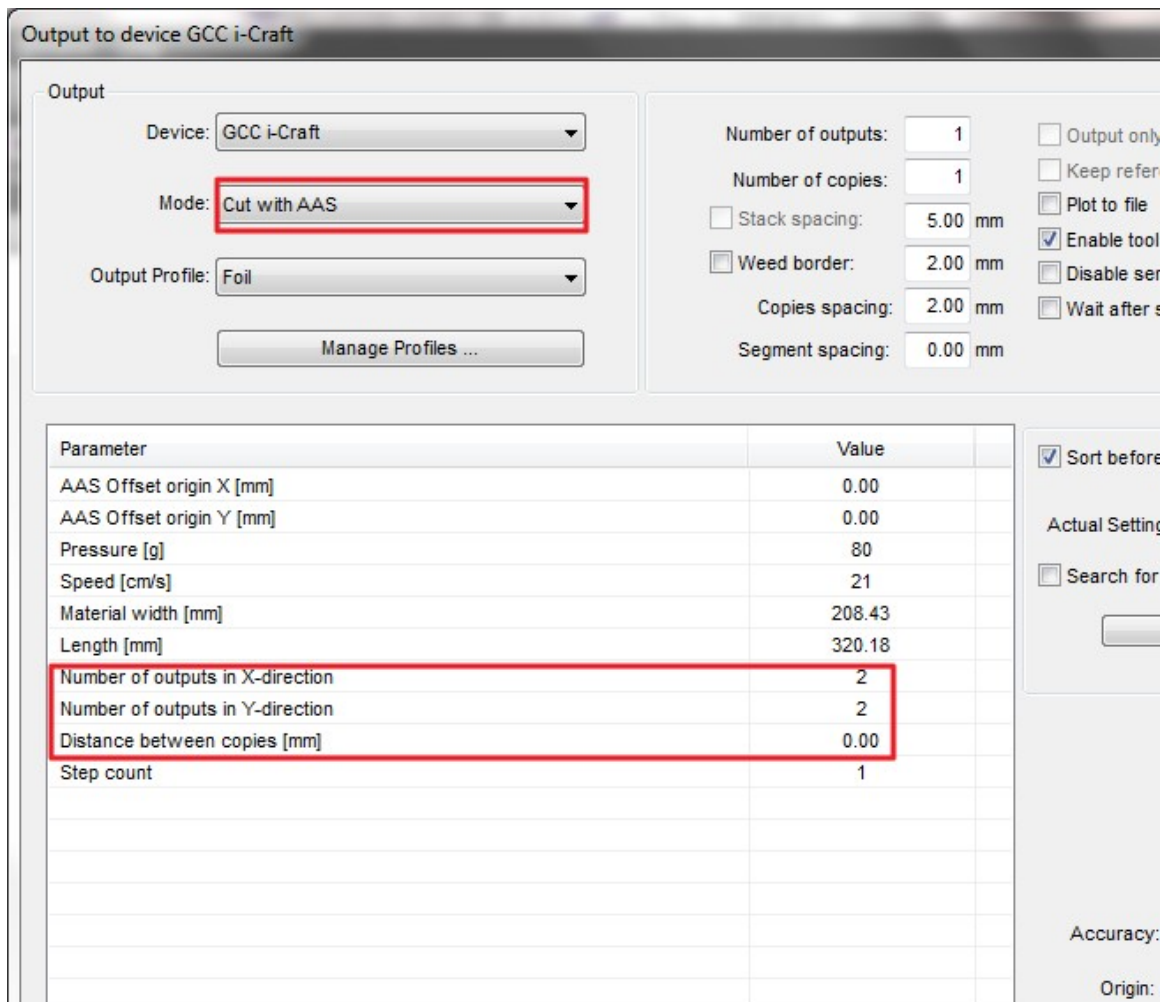 Output to device GCC i-Craft
Output
Device: GCC i-Craft
Mode: Cut with AAS
Output Profile: Foil
Manage Profiles ...
Number of outputs: 1
Number of copies: 1
Stack spacing: 5.00 mm
Weed border: 2.00 mm
Copies spacing: 2.00 mm
Segment spacing: 0.00 mm
Output only
Keep refer
Plot to file
Enable tool
Disable ser
Wait after s
Parameter Value
AAS Offset origin X [mm] 0.00
AAS Offset origin Y [mm] 0.00
Pressure [g] 80
Speed [cm/s] 21
Material width [mm] 208.43
Length [mm] 320.18
Number of outputs in X-direction 2
Number of outputs in Y-direction 2
Distance between copies [mm] 0.00
Step count 1
Sort before
Actual Setting
Search for
Accuracy:
Origin: